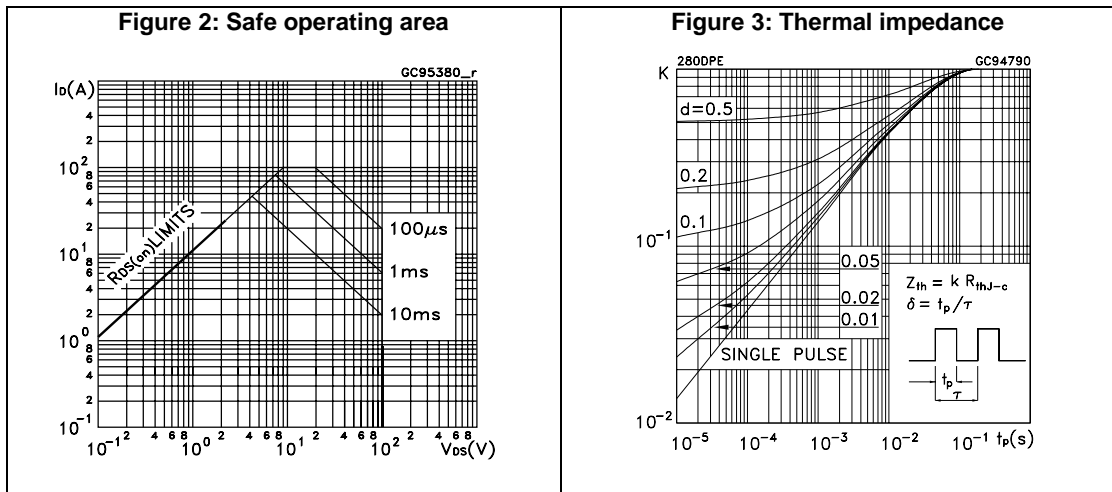 Figure 2: Safe operating area
GC95380_r
ID(A)
4
2
10^2
8
6
4
2
10^1
8
6
4
2
10^0
8
6
4
2
10^-1
RDS(on)LIMITS
100μs
1ms
10ms
10^-1 2 4 6 8 10^0 2 4 6 8 10^1 2 4 6 8 10^2 2 4 6 8
VDS(V)
Figure 3: Thermal impedance
280DPE GC94790
K
d=0.5
0.2
0.1
10^-1
0.05
0.02
0.01
SINGLE PULSE
Zth = k RthJ-c
δ = tp/τ
tp
τ
10^-2
10^-5 10^-4 10^-3 10^-2 10^-1 tp(s)